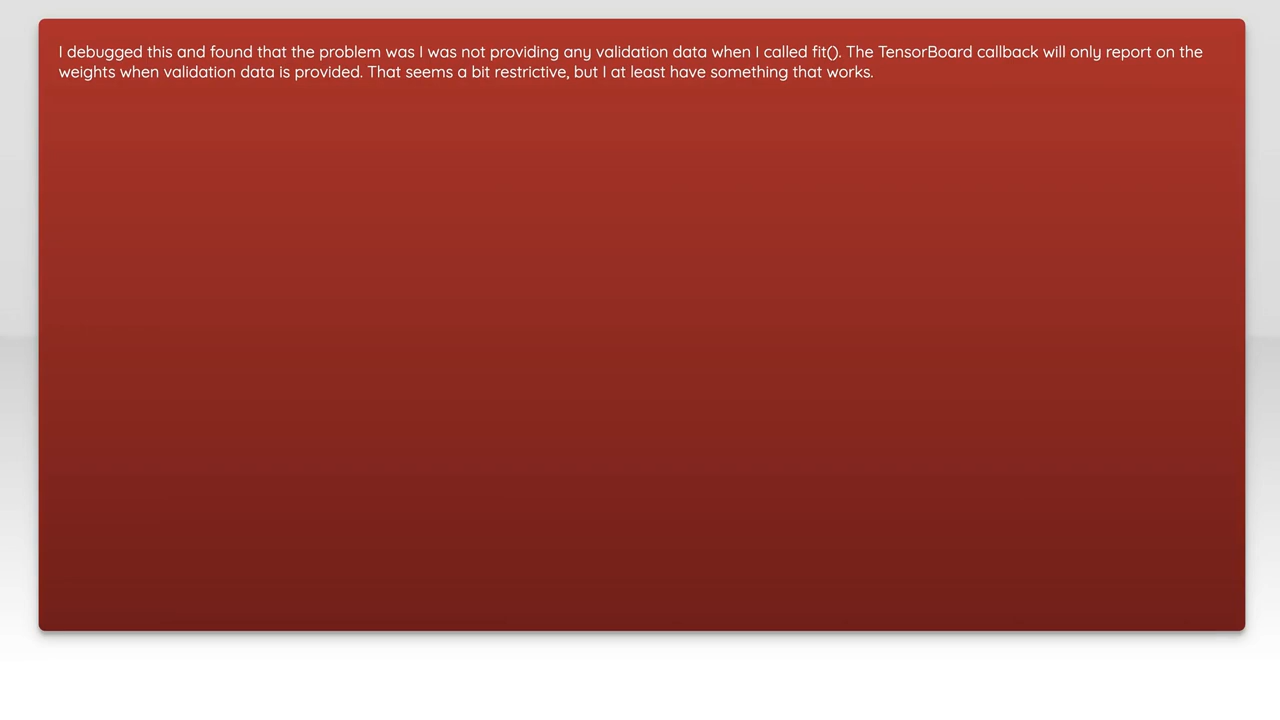 I debugged this and found that the problem was I was not providing any validation data when I called fit(). The TensorBoard callback will only report on the
weights when validation data is provided. That seems a bit restrictive, but I at least have something that works.